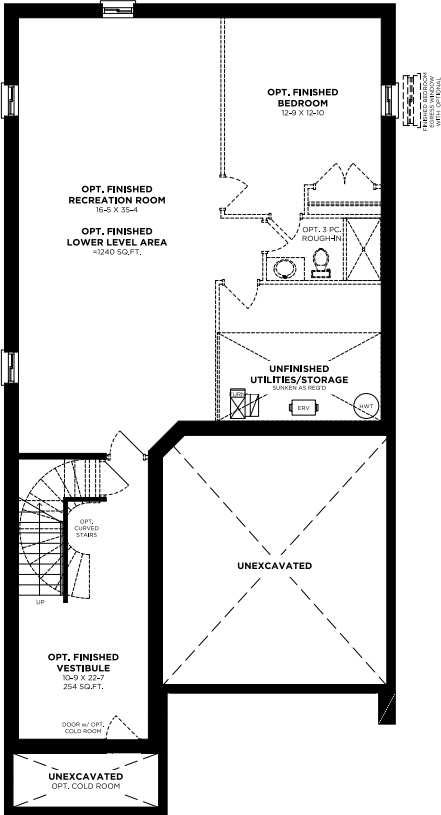 OPT. FINISHED
BEDROOM
12-9 X 12-10
FINISHED BEDROOM
EGRESS WINDOW
WITH OPTIONAL
OPT. FINISHED
RECREATION ROOM
16-5 X 35-4
OPT. FINISHED
LOWER LEVEL AREA
=1240 SQ.FT.
OPT. 3 PC.
ROUGH-IN
UNFINISHED
UTILITIES/STORAGE
SUNKEN AS REQ'D
FURN
ERV
HWT
OPT.
CURVED
STAIRS
UP
UNEXCAVATED
OPT. FINISHED
VESTIBULE
10-9 X 22-7
254 SQ.FT.
DOOR w/ OPT.
COLD ROOM
UNEXCAVATED
OPT. COLD ROOM